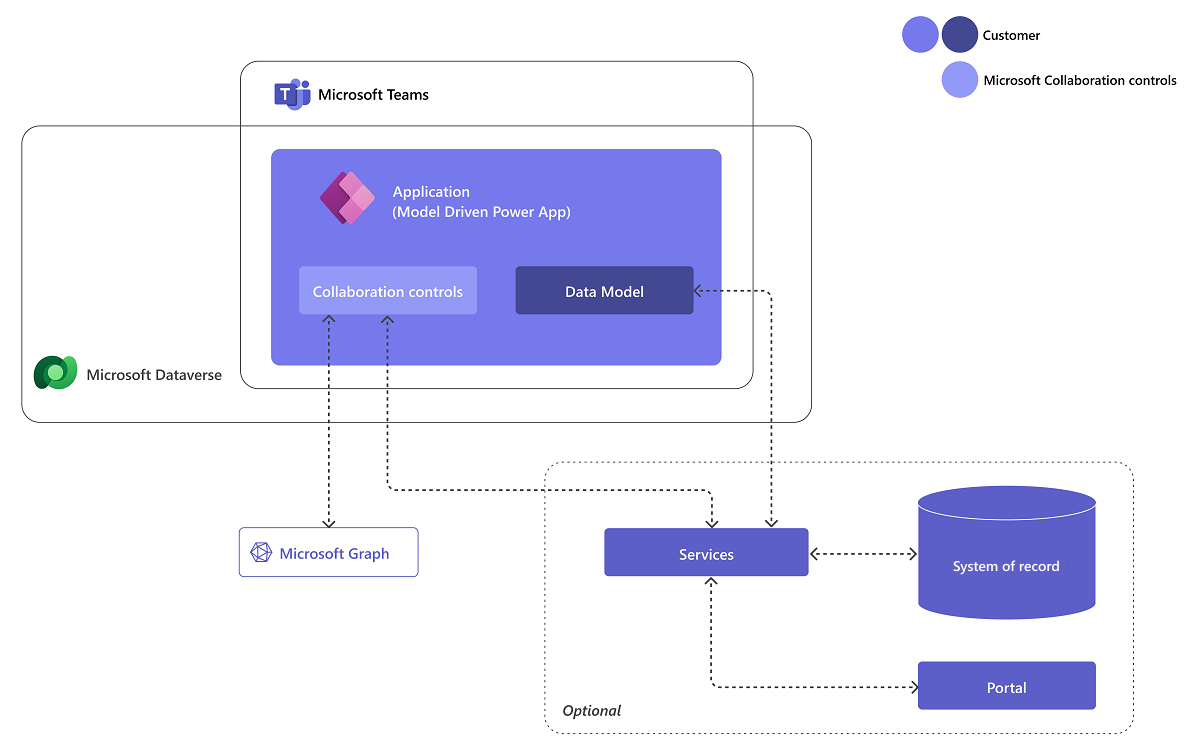 Customer
Microsoft Collaboration controls
T
Microsoft Teams
Application
(Model Driven Power App)
Collaboration controls
Data Model
Microsoft Dataverse
Microsoft Graph
Services
System of record
Portal
Optional